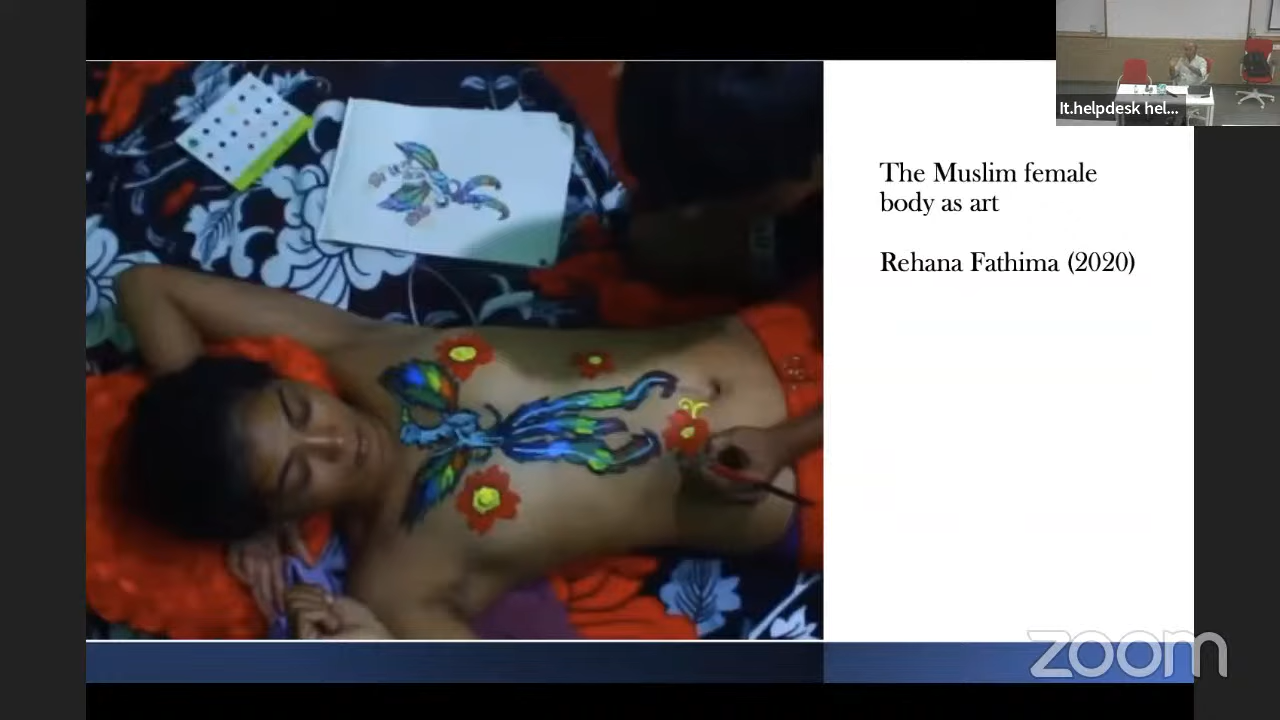 It.helpdesk hel...
The Muslim female
body as art
Rehana Fathima (2020)
zoom